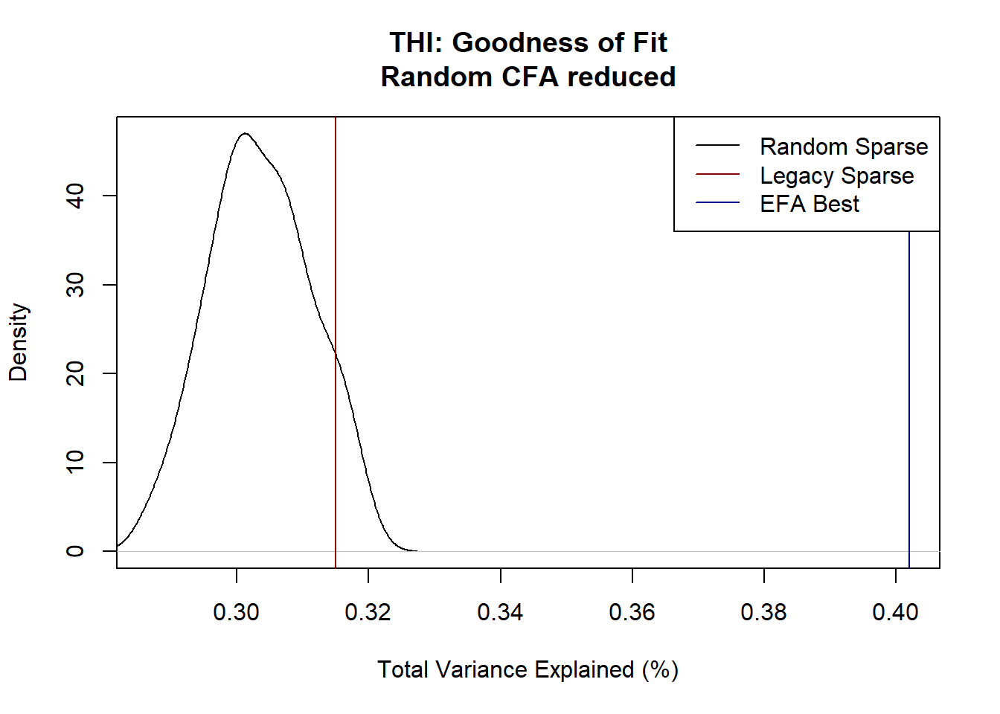 THI: Goodness of Fit
Random CFA reduced
Random Sparse
Legacy Sparse
EFA Best
Density
40
30
20
10
0
0.30 0.32 0.34 0.36 0.38 0.40
Total Variance Explained (%)